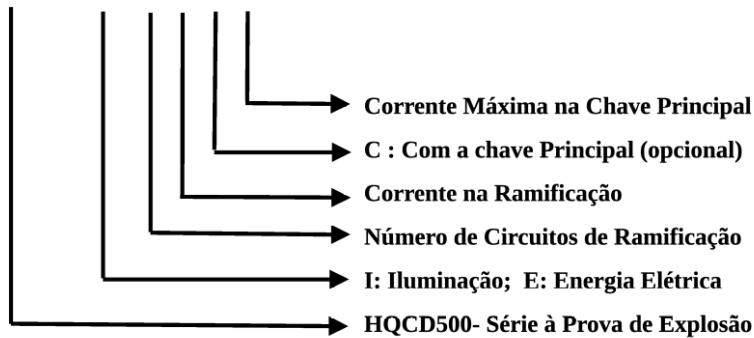 Corrente Máxima na Chave Principal
C : Com a chave Principal (opcional)
Corrente na Ramificação
Número de Circuitos de Ramificação
I: Iluminação; E: Energia Elétrica
HQCD500- Série à Prova de Explosão